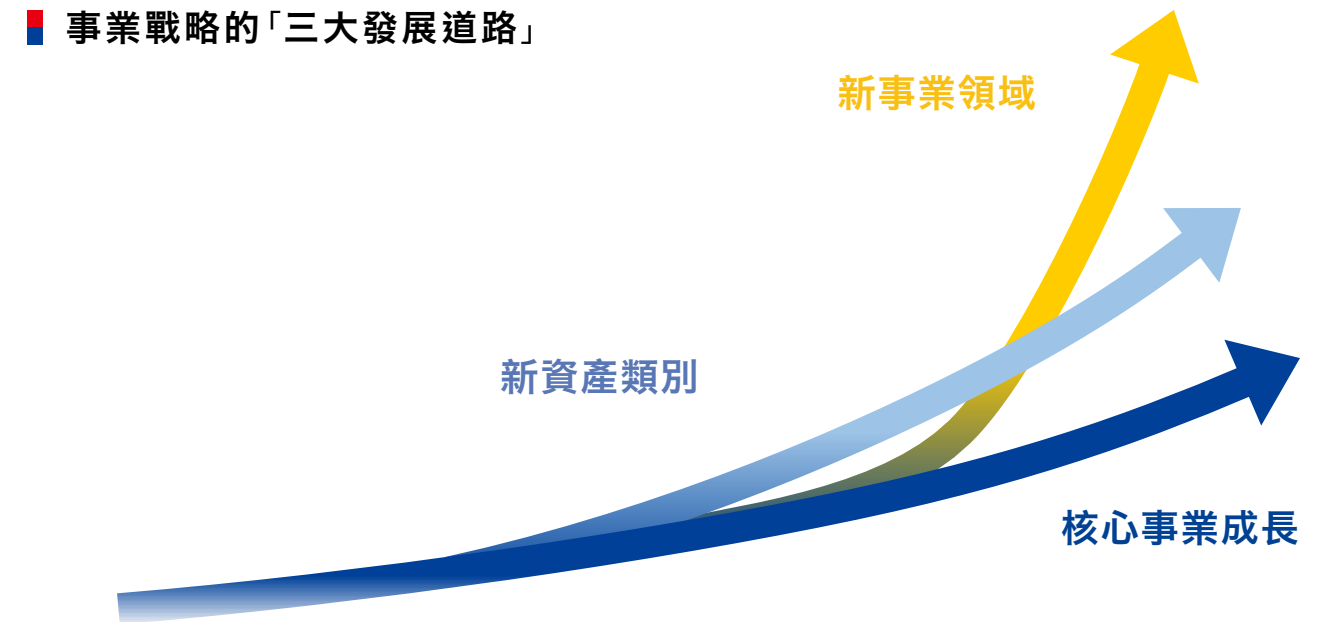 事業戰略的「三大發展道路」
新事業領域
新資產類別
核心事業成長